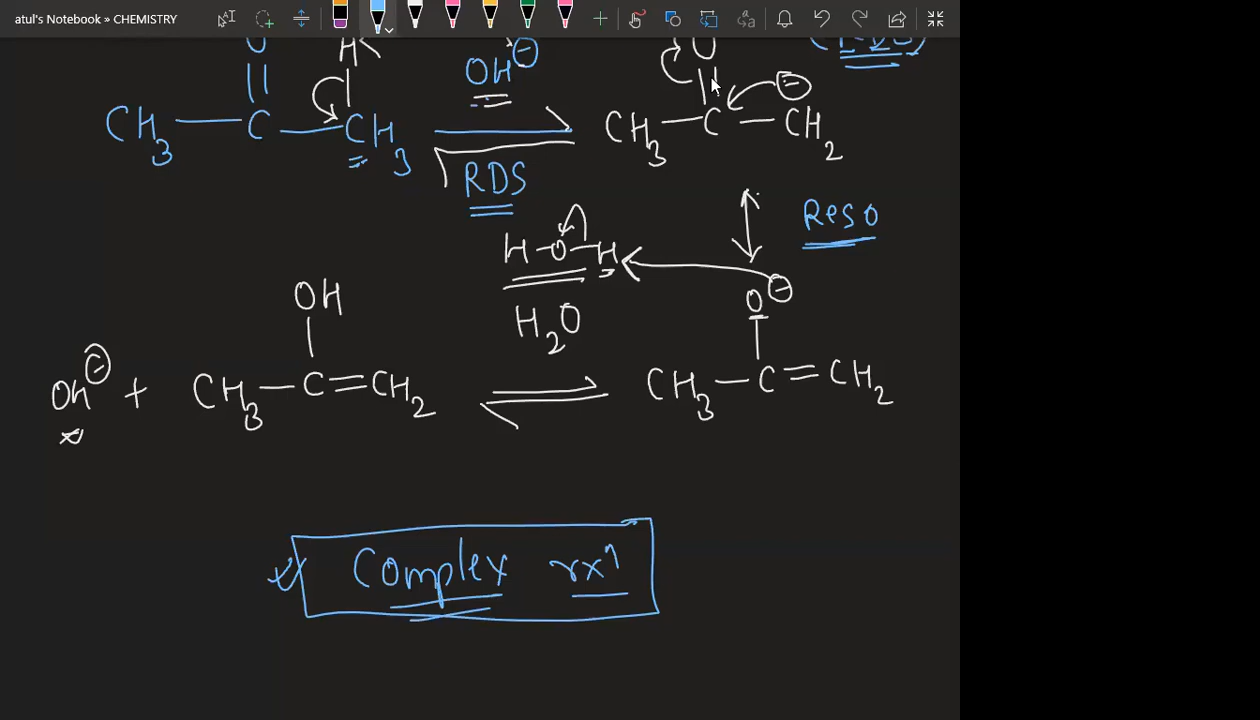 atul's Notebook » CHEMISTRY
O H OH⊖ O
CH3 — C — CH3 CH3 — C — CH2 ⊖
RDS
Reso
H — O — H
OH O⊖
H2O
OH⊖ + CH3 — C = CH2 CH3 — C = CH2
Complex rxn